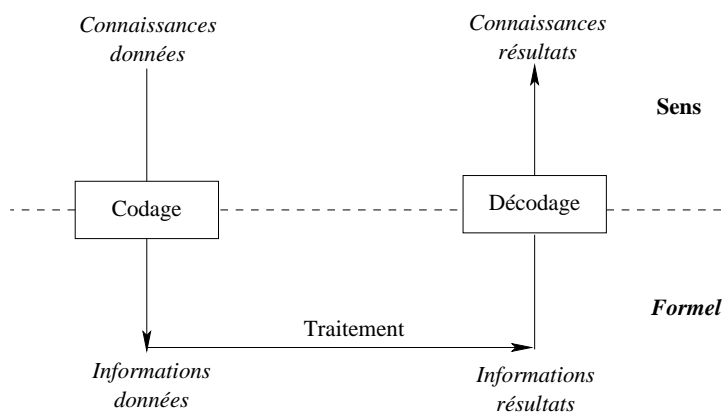 Connaissances
données
Connaissances
résultats
Sens
Codage
Décodage
Formel
Traitement
Informations
données
Informations
résultats